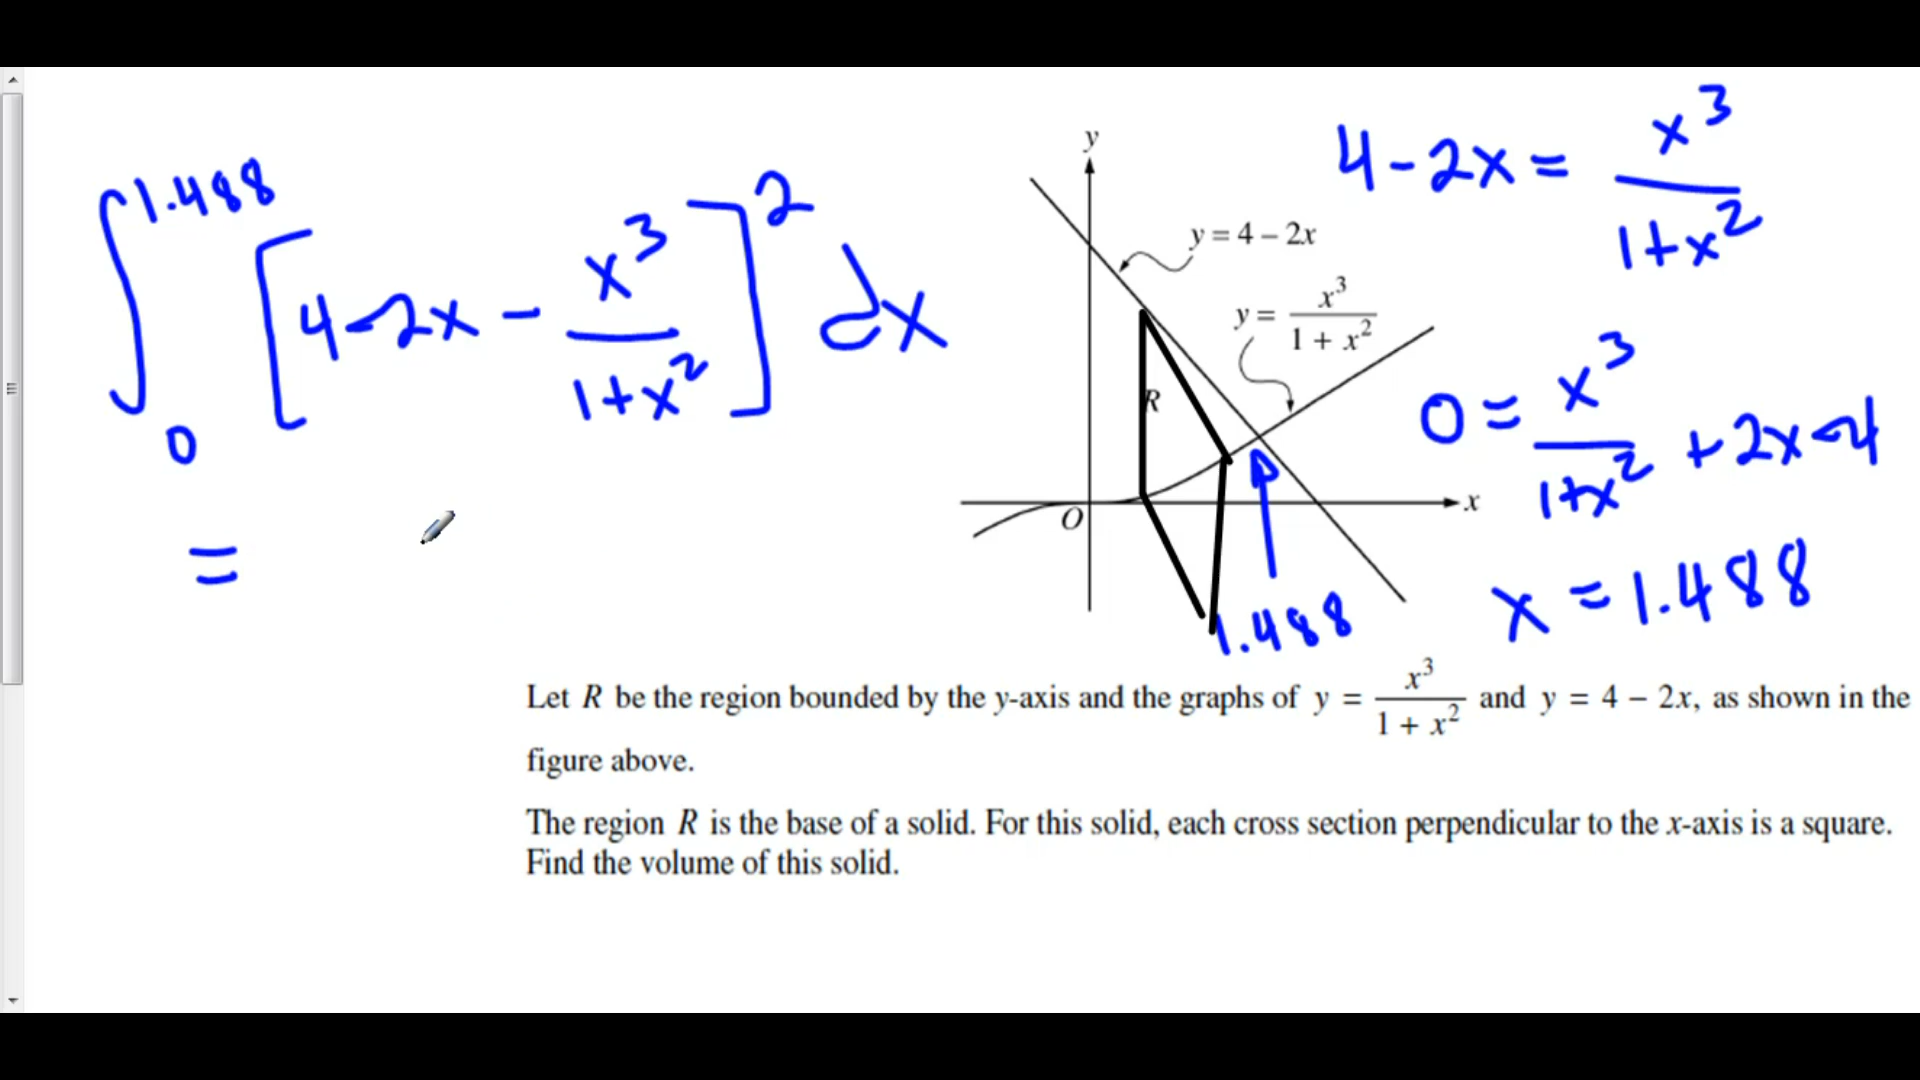 ∫₀^1.488 [4-2x - x³/(1+x²)]² dx
=
y
y = 4 – 2x
y = x³/(1 + x²)
R
O
x
1.488
4-2x = x³/(1+x²)
0 = x³/(1+x²) + 2x-4
x = 1.488
Let R be the region bounded by the y-axis and the graphs of y = x³/(1 + x²) and y = 4 – 2x, as shown in the
figure above.
The region R is the base of a solid. For this solid, each cross section perpendicular to the x-axis is a square.
Find the volume of this solid.